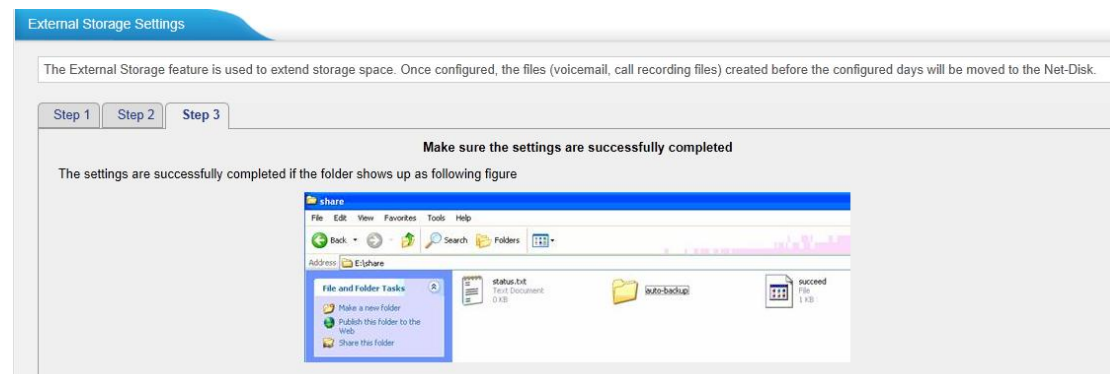 External Storage Settings
The External Storage feature is used to extend storage space. Once configured, the files (voicemail, call recording files) created before the configured days will be moved to the Net-Disk.
Step 1 Step 2 Step 3
Make sure the settings are successfully completed
The settings are successfully completed if the folder shows up as following figure
share
File Edit View Favorites Tools Help
Back Search Folders
Address E:\share
File and Folder Tasks
Make a new folder
Publish this folder to the
Web
Share this folder
status.txt
Text Document
0 KB
auto-backup
succeed
File
1 KB